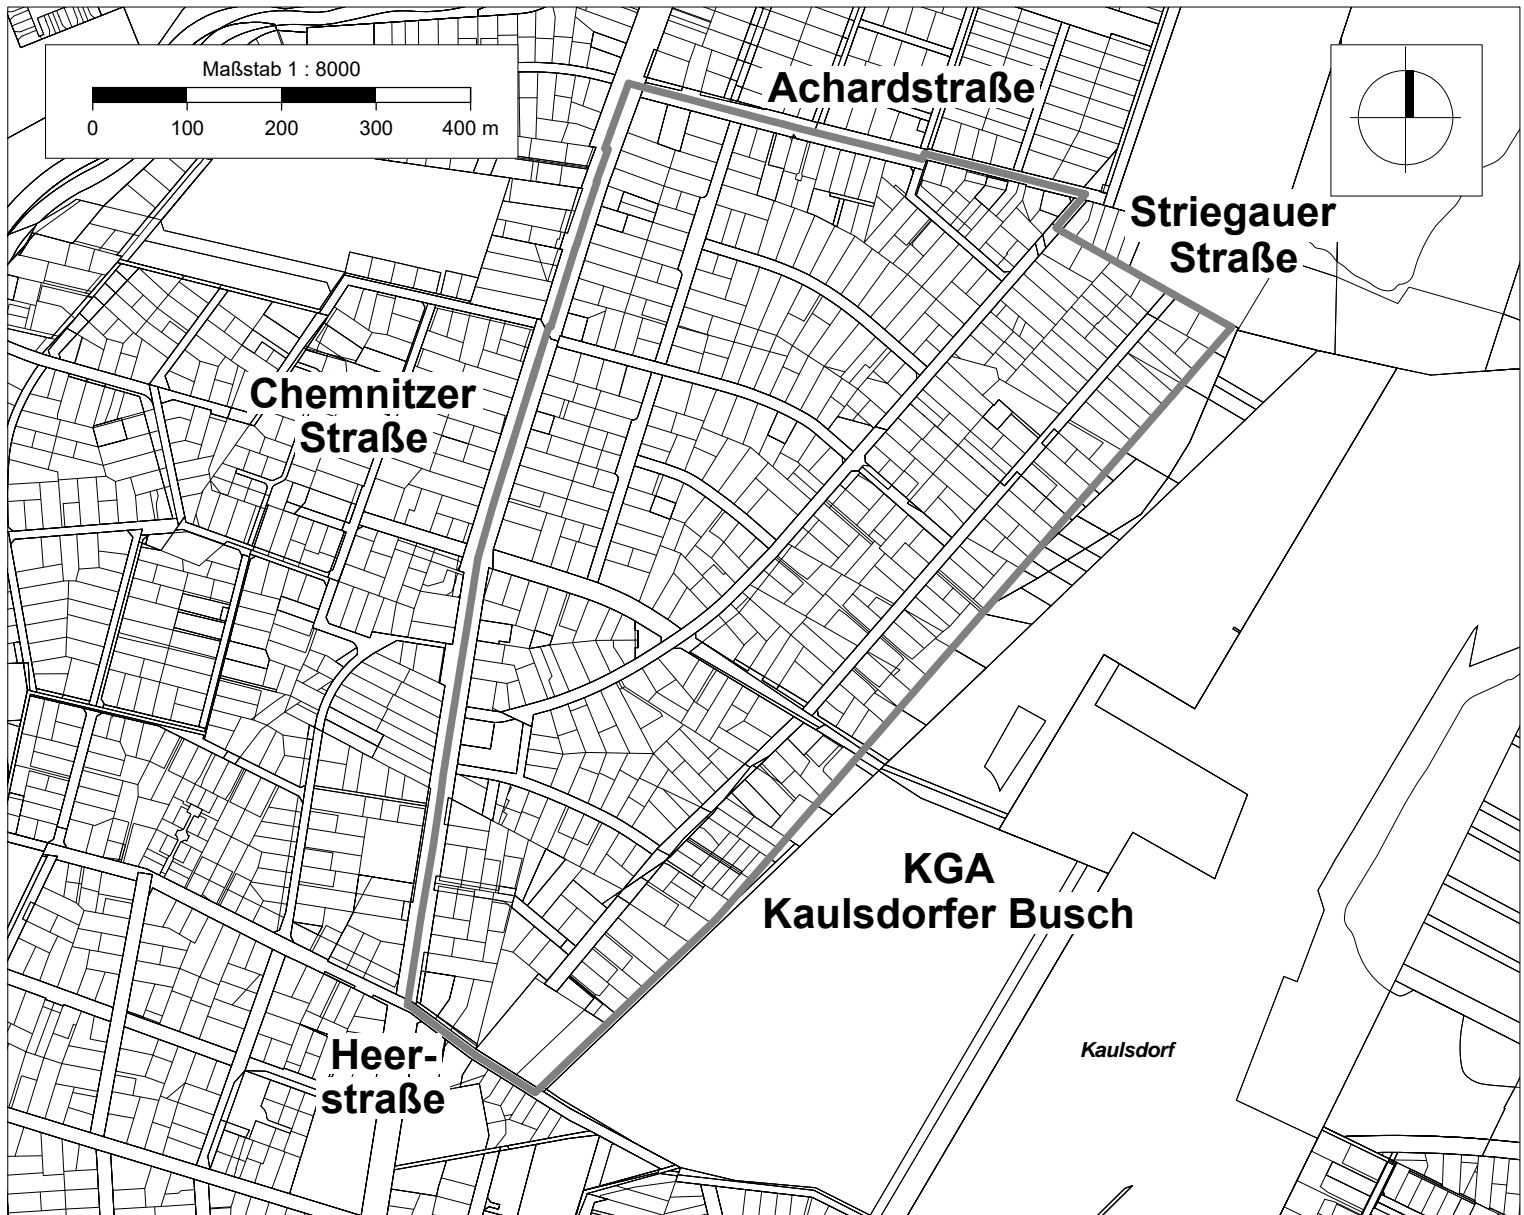 Maßstab 1 : 8000
0 100 200 300 400 m
Achardstraße
Striegauer
Straße
Chemnitzer
Straße
KGA
Kaulsdorfer Busch
Heer-
straße
Kaulsdorf